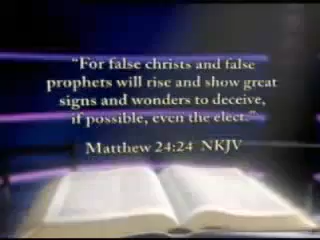 "For false christs and false
prophets will rise and show great
signs and wonders to deceive,
if possible, even the elect."
Matthew 24:24 NKJV